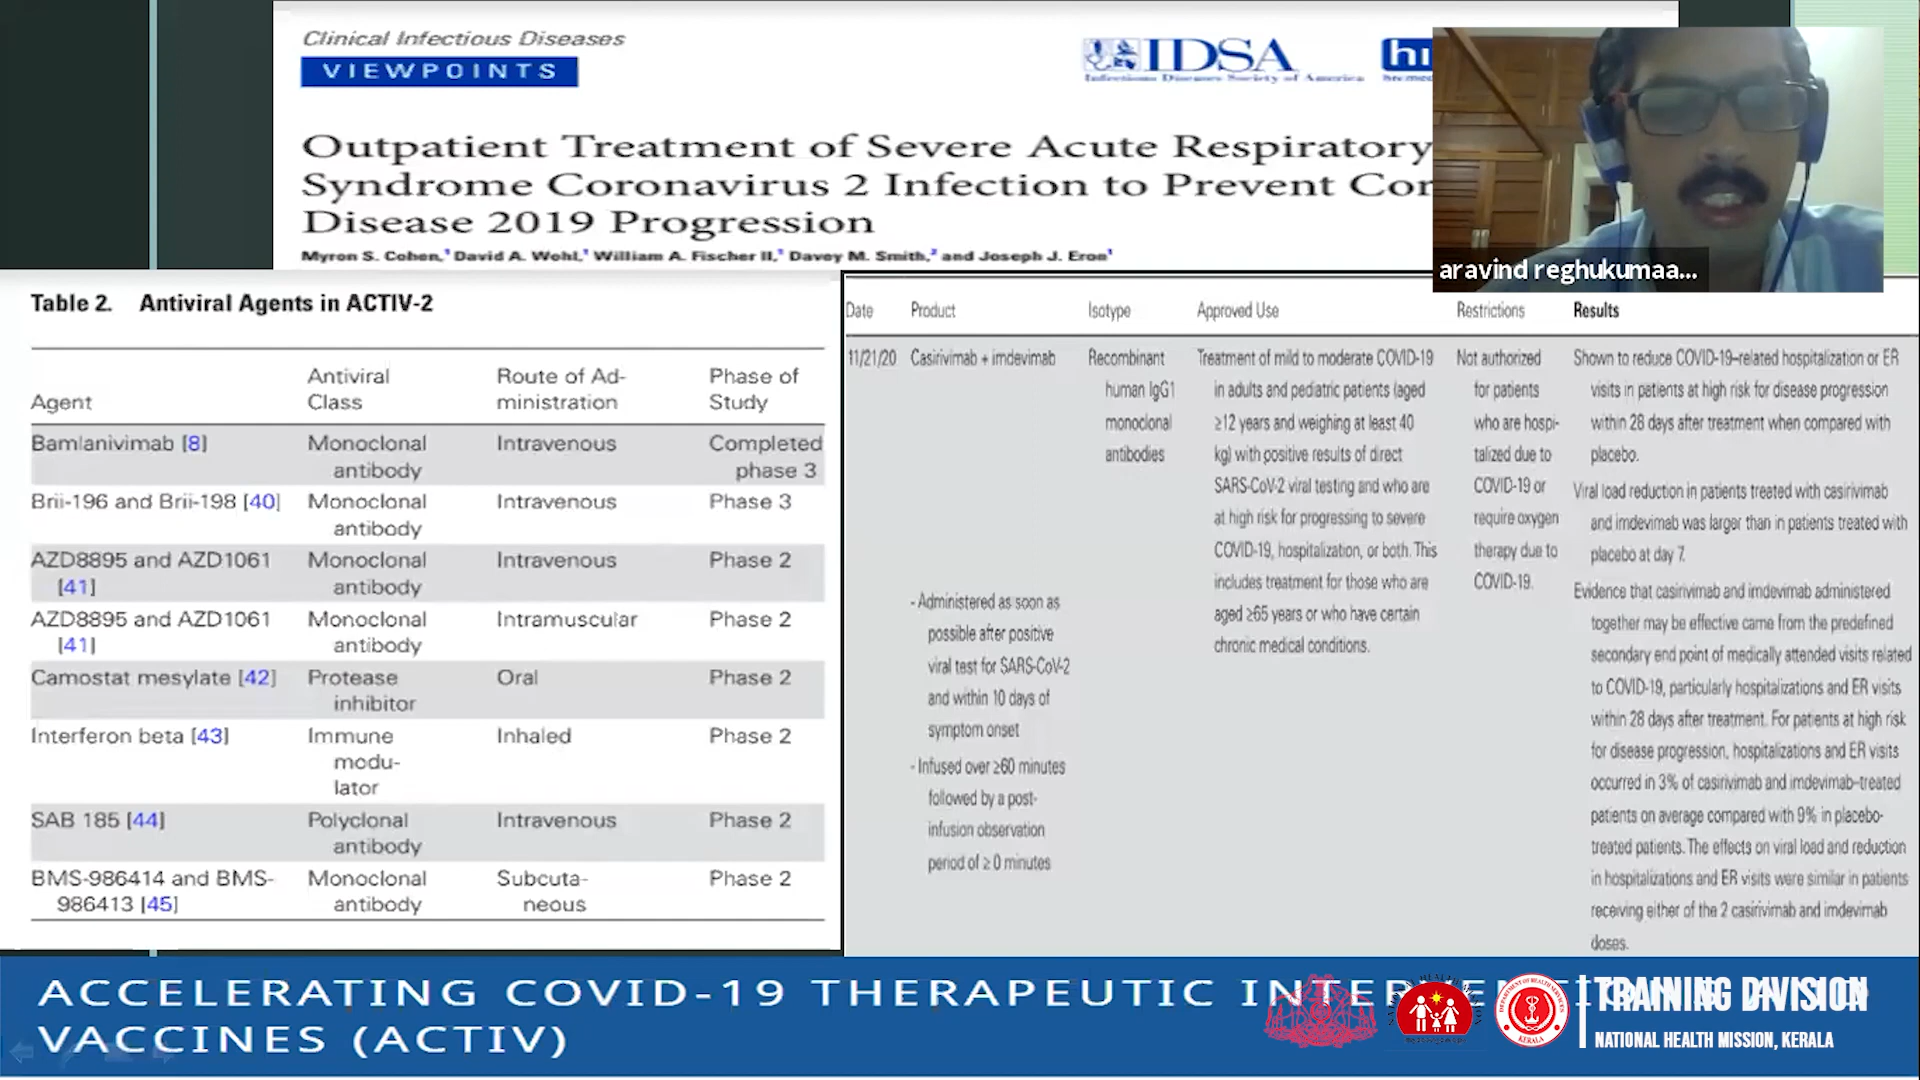 Clinical Infectious Diseases
VIEWPOINTS
IDSA
Infectious Diseases Society of America
Outpatient Treatment of Severe Acute Respiratory
Syndrome Coronavirus 2 Infection to Prevent
Disease 2019 Progression
Myron S. Cohen,1 David A. Wohl,1 William A. Fischer II,1 Davey M. Smith,2 and Joseph J. Eron1
aravind reghukumaa...
Table 2. Antiviral Agents in ACTIV-2
Agent
Antiviral
Class
Route of Ad-
ministration
Phase of
Study
Bamlanivimab [8]
Monoclonal
antibody
Intravenous
Completed
phase 3
Brii-196 and Brii-198 [40]
Monoclonal
antibody
Intravenous
Phase 3
AZD8895 and AZD1061
[41]
Monoclonal
antibody
Intravenous
Phase 2
AZD8895 and AZD1061
[41]
Monoclonal
antibody
Intramuscular
Phase 2
Camostat mesylate [42]
Protease
inhibitor
Oral
Phase 2
Interferon beta [43]
Immune
modu-
lator
Inhaled
Phase 2
SAB 185 [44]
Polyclonal
antibody
Intravenous
Phase 2
BMS-986414 and BMS-
986413 [45]
Monoclonal
antibody
Subcuta-
neous
Phase 2
Date
Product
Isotype
Approved Use
Restrictions
Results
11/21/20
Casirivimab + imdevimab
- Administered as soon as
possible after positive
viral test for SARS-CoV-2
and within 10 days of
symptom onset
- Infused over ≥60 minutes
followed by a post-
infusion observation
period of ≥ 0 minutes
Recombinant
human IgG1
monoclonal
antibodies
Treatment of mild to moderate COVID-19
in adults and pediatric patients (aged
≥12 years and weighing at least 40
kg) with positive results of direct
SARS-CoV-2 viral testing and who are
at high risk for progressing to severe
COVID-19, hospitalization, or both. This
includes treatment for those who are
aged ≥65 years or who have certain
chronic medical conditions.
Not authorized
for patients
who are hospi-
talized due to
COVID-19 or
require oxygen
therapy due to
COVID-19.
Shown to reduce COVID-19–related hospitalization or ER
visits in patients at high risk for disease progression
within 28 days after treatment when compared with
placebo.
Viral load reduction in patients treated with casirivimab
and imdevimab was larger than in patients treated with
placebo at day 7.
Evidence that casirivimab and imdevimab administered
together may be effective came from the predefined
secondary end point of medically attended visits related
to COVID-19, particularly hospitalizations and ER visits
within 28 days after treatment. For patients at high risk
for disease progression, hospitalizations and ER visits
occurred in 3% of casirivimab and imdevimab–treated
patients on average compared with 9% in placebo-
treated patients. The effects on viral load and reduction
in hospitalizations and ER visits were similar in patients
receiving either of the 2 casirivimab and imdevimab
doses.
ACCELERATING COVID-19 THERAPEUTIC
VACCINES (ACTIV)
TRAINING DIVISION
NATIONAL HEALTH MISSION, KERALA